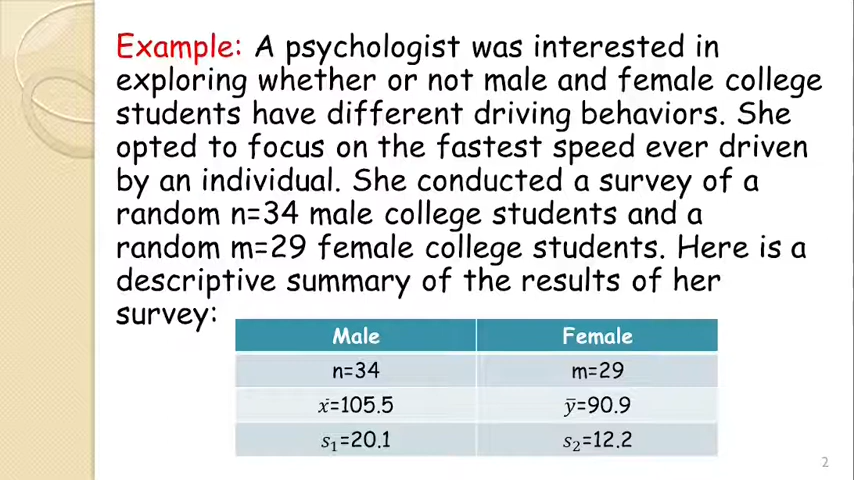 Example: A psychologist was interested in
exploring whether or not male and female college
students have different driving behaviors. She
opted to focus on the fastest speed ever driven
by an individual. She conducted a survey of a
random n=34 male college students and a
random m=29 female college students. Here is a
descriptive summary of the results of her
survey:
Male Female
n=34 m=29
x̄=105.5 ȳ=90.9
s₁=20.1 s₂=12.2
2